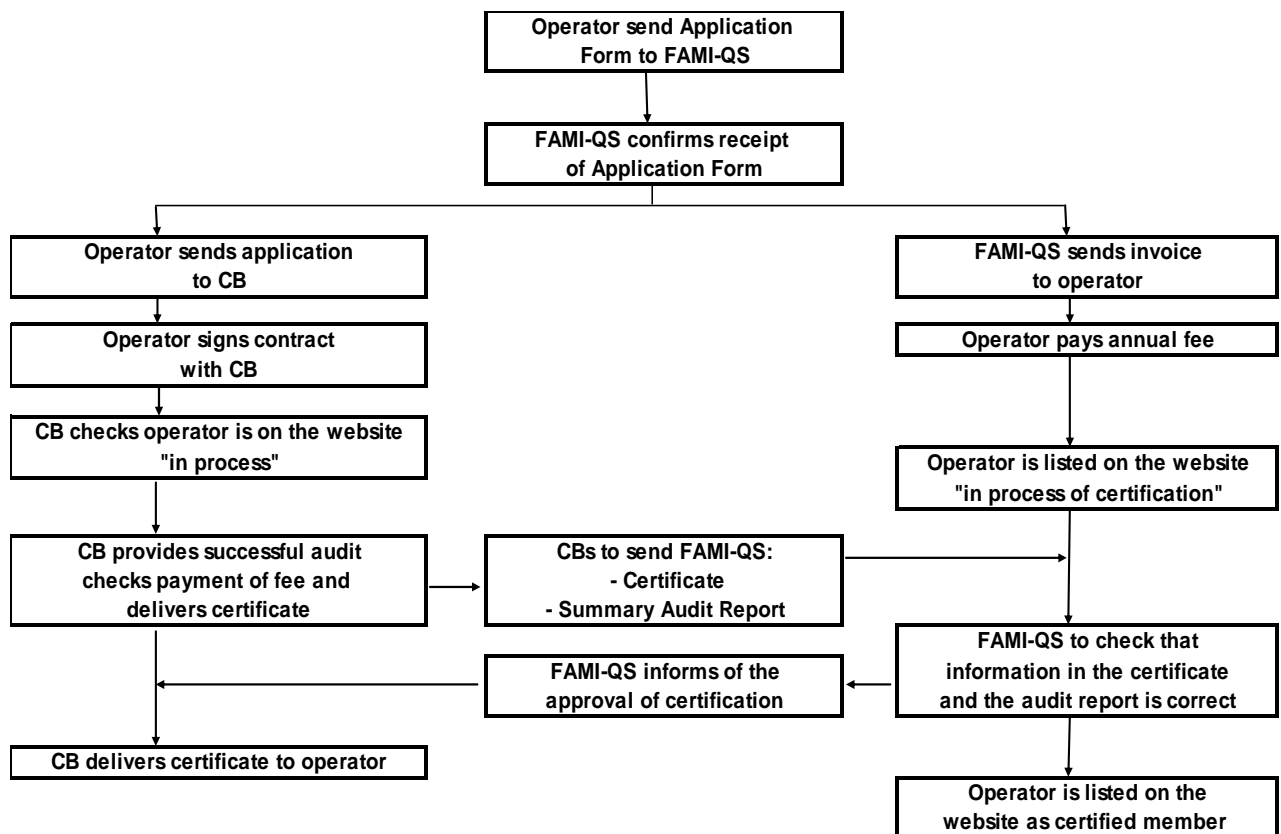 Operator send Application
Form to FAMI-QS
FAMI-QS confirms receipt
of Application Form
Operator sends application
to CB
FAMI-QS sends invoice
to operator
Operator signs contract
with CB
Operator pays annual fee
CB checks operator is on the website
"in process"
Operator is listed on the website
"in process of certification"
CB provides successful audit
checks payment of fee and
delivers certificate
CBs to send FAMI-QS:
- Certificate
- Summary Audit Report
FAMI-QS to check that
information in the certificate
and the audit report is correct
FAMI-QS informs of the
approval of certification
CB delivers certificate to operator
Operator is listed on the
website as certified member